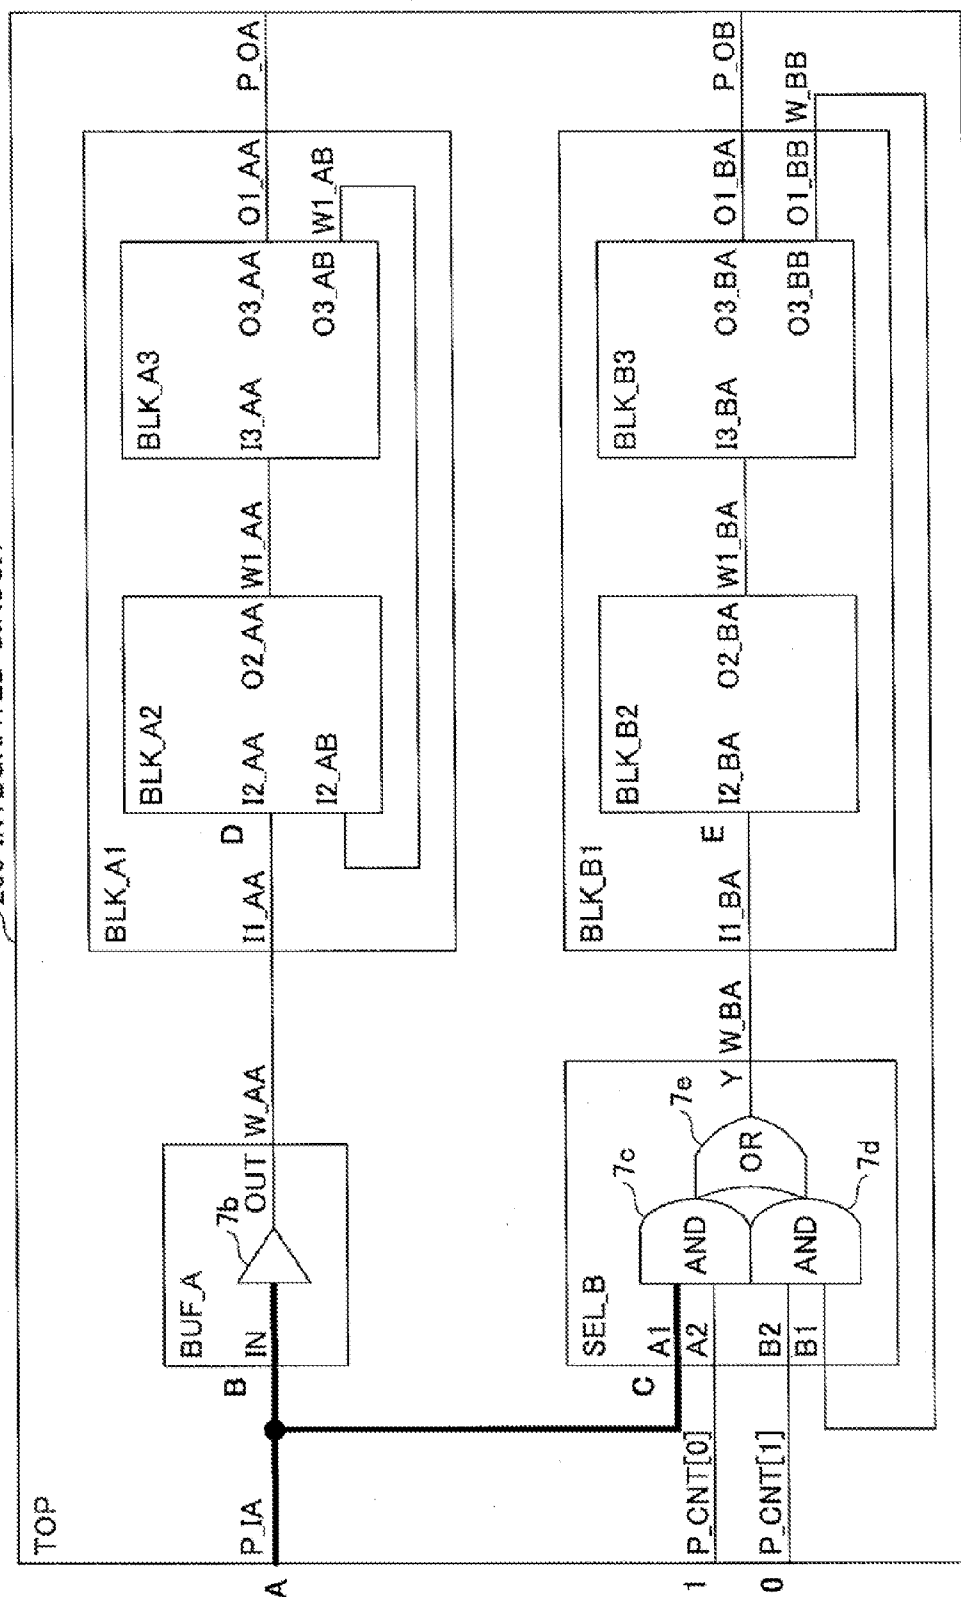 TOP
A
P_IA
B
BUF_A
IN
7b
OUT
W_AA
BLK_A1
I1_AA
D
BLK_A2
I2_AA
O2_AA
I2_AB
W1_AA
BLK_A3
I3_AA
O3_AA
O3_AB
O1_AA
W1_AB
P_OA
1
P_CNT[0]
0
P_CNT[1]
C
SEL_B
A1
A2
B2
B1
7c
AND
AND
7d
7e
OR
Y
W_BA
BLK_B1
I1_BA
E
BLK_B2
I2_BA
O2_BA
W1_BA
BLK_B3
I3_BA
O3_BA
O3_BB
O1_BA
O1_BB
P_OB
W_BB